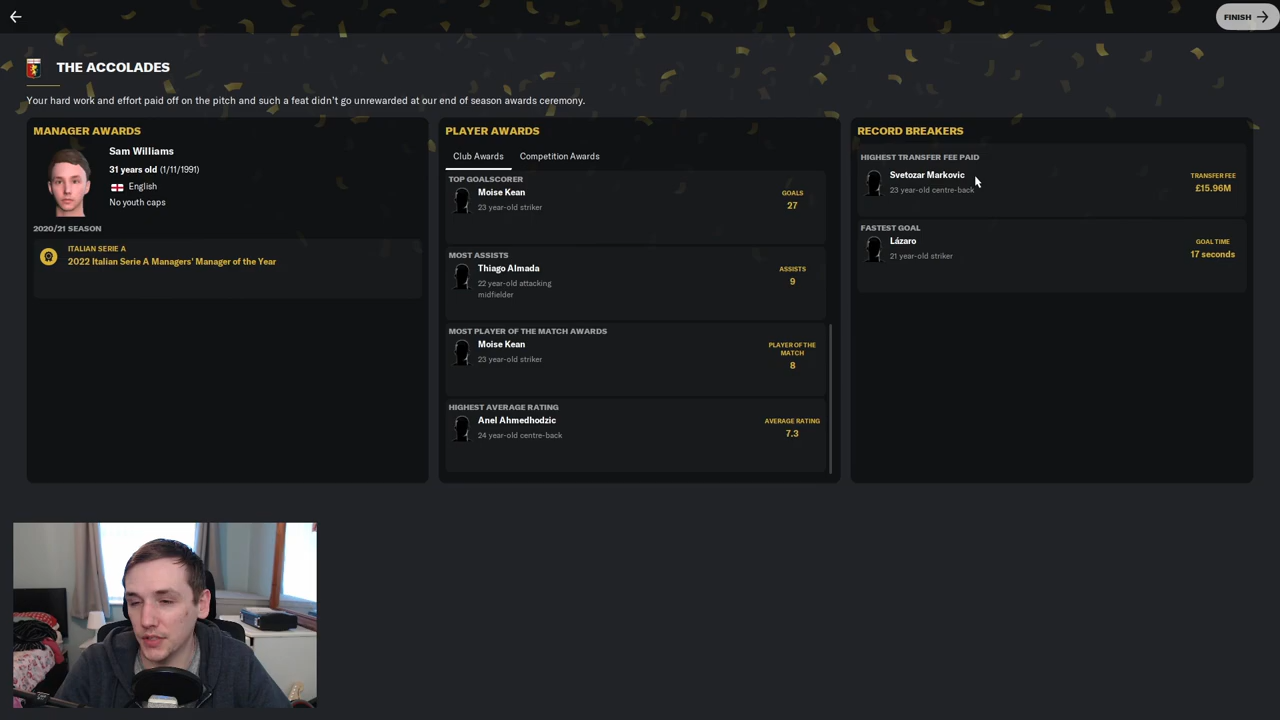 FINISH
THE ACCOLADES
Your hard work and effort paid off on the pitch and such a feat didn't go unrewarded at our end of season awards ceremony.
MANAGER AWARDS
Sam Williams
31 years old (1/11/1991)
English
No youth caps
2020/21 SEASON
ITALIAN SERIE A
2022 Italian Serie A Managers' Manager of the Year
PLAYER AWARDS
Club Awards
Competition Awards
TOP GOALSCORER
Moise Kean
23 year-old striker
GOALS
27
MOST ASSISTS
Thiago Almada
22 year-old attacking
midfielder
ASSISTS
9
MOST PLAYER OF THE MATCH AWARDS
Moise Kean
23 year-old striker
PLAYER OF THE
MATCH
8
HIGHEST AVERAGE RATING
Anel Ahmedhodzic
24 year-old centre-back
AVERAGE RATING
7.3
RECORD BREAKERS
HIGHEST TRANSFER FEE PAID
Svetozar Markovic
23 year-old centre-back
TRANSFER FEE
£15.96M
FASTEST GOAL
Lázaro
21 year-old striker
GOAL TIME
17 seconds